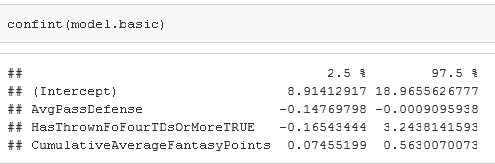 confint(model.basic)
## 2.5 % 97.5 %
## (Intercept) 8.91412917 18.9655626777
## AvgPassDefense -0.14769798 -0.0009095938
## HasThrownFoFourTDsOrMoreTRUE -0.16543444 3.2438141593
## CumulativeAverageFantasyPoints 0.07455199 0.5630070073